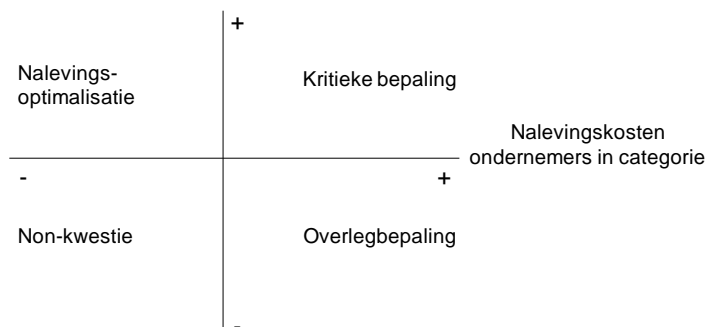 +
Nalevings-
optimalisatie
Kritieke bepaling
Nalevingskosten
ondernemers in categorie
-
+
Non-kwestie
Overlegbepaling
-